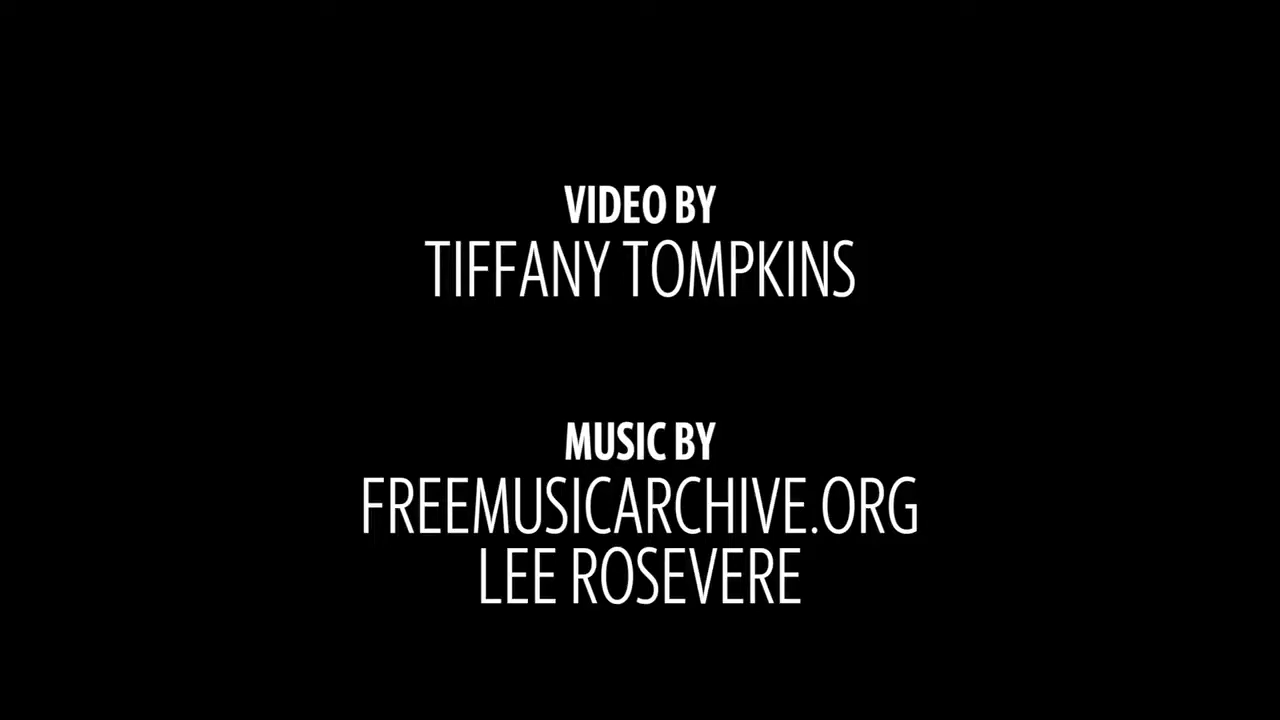 VIDEO BY
TIFFANY TOMPKINS
MUSIC BY
FREEMUSICARCHIVE.ORG
LEE ROSEVERE